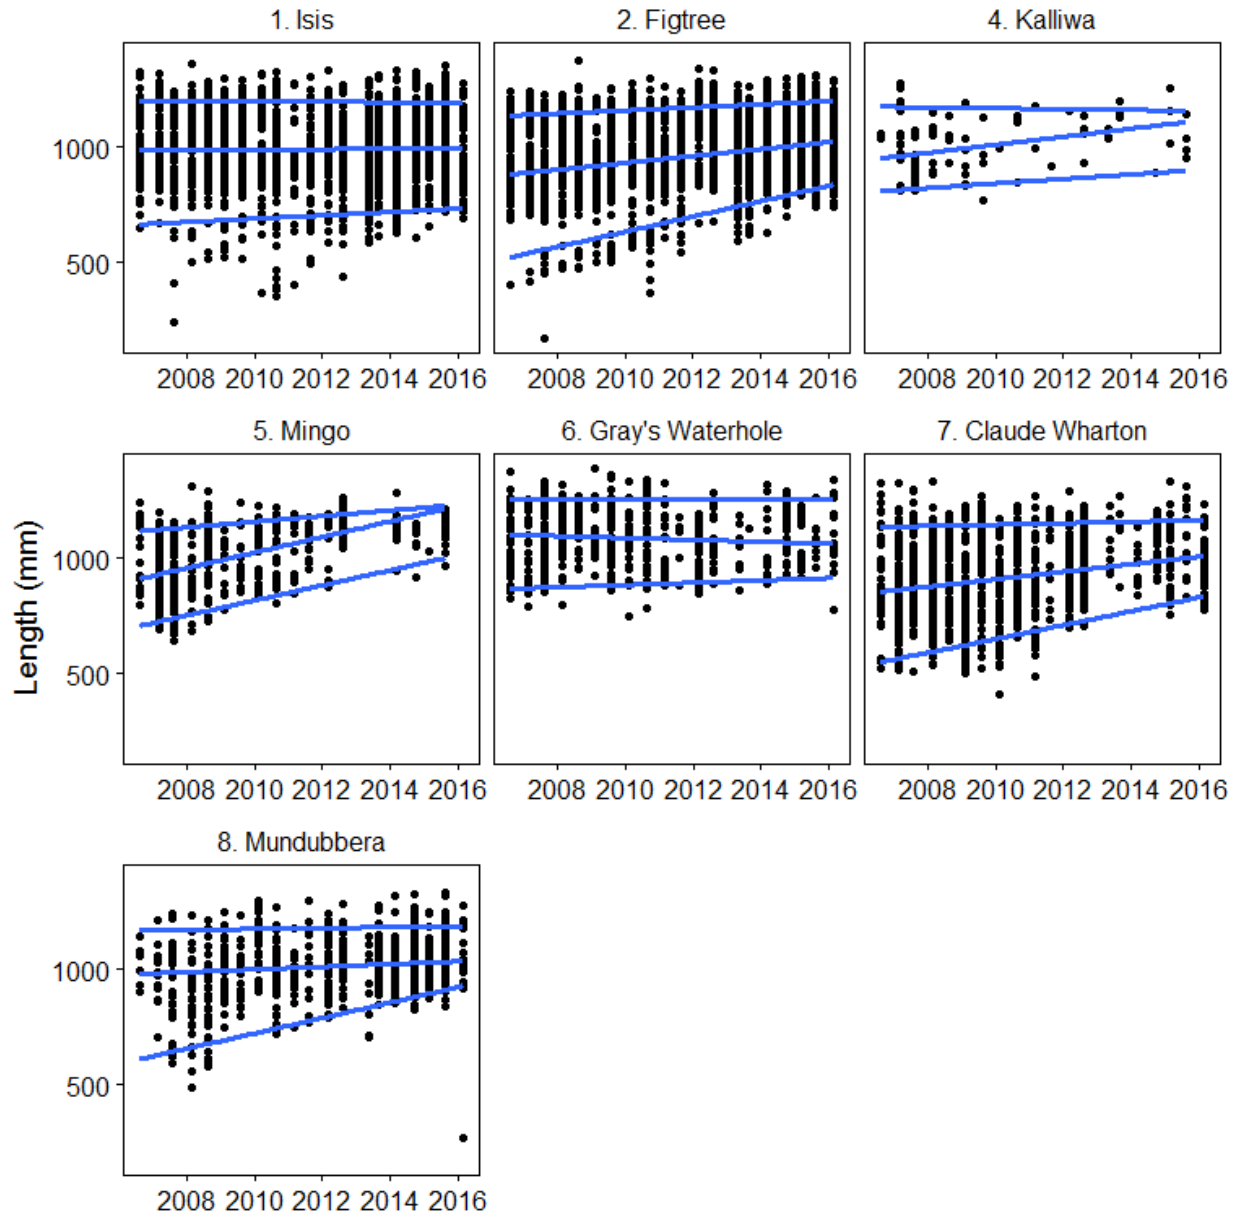 1. Isis
2. Figtree
4. Kalliwa
1000
500
2008 2010 2012 2014 2016
2008 2010 2012 2014 2016
2008 2010 2012 2014 2016
5. Mingo
6. Gray's Waterhole
7. Claude Wharton
Length (mm)
1000
500
2008 2010 2012 2014 2016
2008 2010 2012 2014 2016
2008 2010 2012 2014 2016
8. Mundubbera
1000
500
2008 2010 2012 2014 2016